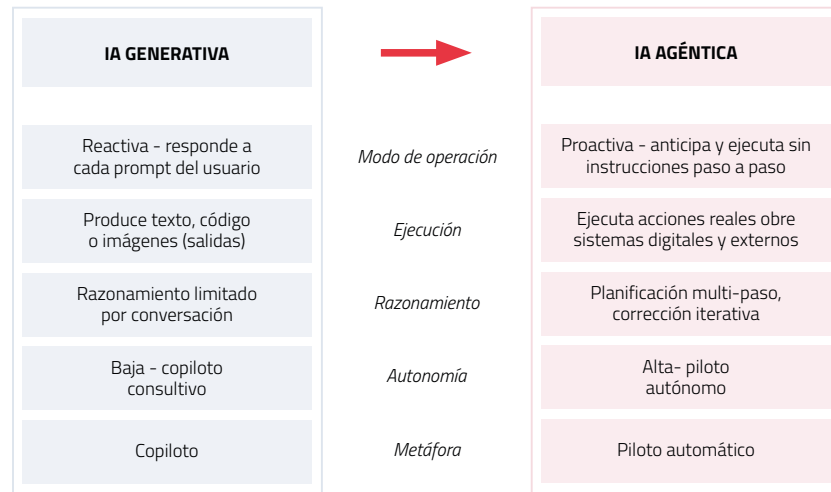 IA GENERATIVA
IA AGÉNTICA
Reactiva - responde a
cada prompt del usuario
Modo de operación
Proactiva - anticipa y ejecuta sin
instrucciones paso a paso
Produce texto, código
o imágenes (salidas)
Ejecución
Ejecuta acciones reales obre
sistemas digitales y externos
Razonamiento limitado
por conversación
Razonamiento
Planificación multi-paso,
corrección iterativa
Baja - copiloto
consultivo
Autonomía
Alta- piloto
autónomo
Copiloto
Metáfora
Piloto automático